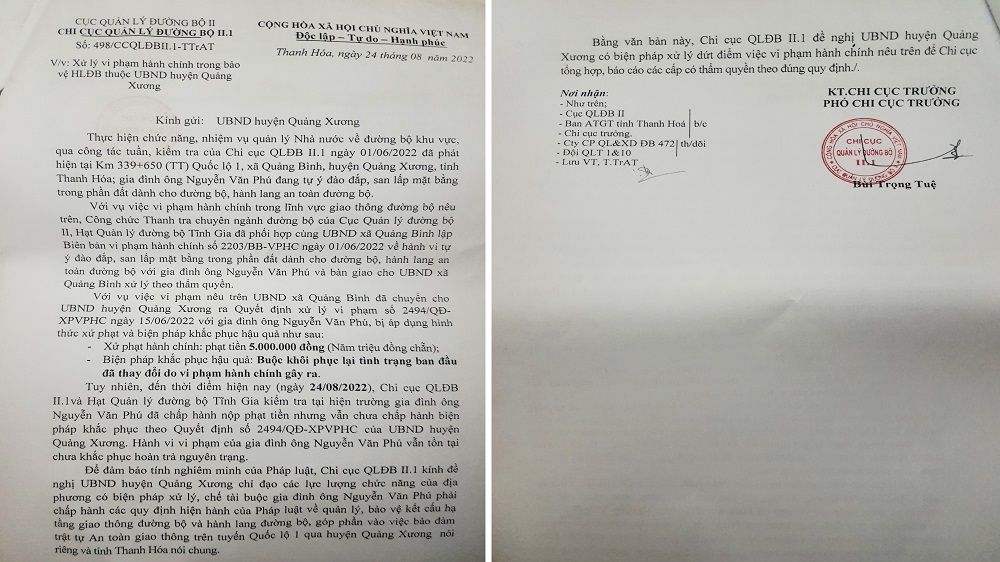 CỤC QUẢN LÝ ĐƯỜNG BỘ II
CHI CỤC QUẢN LÝ ĐƯỜNG BỘ II.1
Số: 498/CCQLĐBII.1-TTrAT
V/v: Xử lý vi phạm hành chính trong bảo
vệ HLĐB thuộc UBND huyện Quảng
Xương
CỘNG HÒA XÃ HỘI CHỦ NGHĨA VIỆT NAM
Độc lập – Tự do – Hạnh phúc
Thanh Hóa, ngày 24 tháng 08 năm 2022
Kính gửi: UBND huyện Quảng Xương
Thực hiện chức năng, nhiệm vụ quản lý Nhà nước về đường bộ khu vực,
qua công tác tuần, kiểm tra của Chi cục QLĐB II.1 ngày 01/06/2022 đã phát
hiện tại Km 339+650 (TT) Quốc lộ 1, xã Quảng Bình, huyện Quảng Xương, tỉnh
Thanh Hóa; gia đình ông Nguyễn Văn Phú đang tự ý đào đắp, san lấp mặt bằng
trong phần đất dành cho đường bộ, hành lang an toàn đường bộ.
Với vụ việc vi phạm hành chính trong lĩnh vực giao thông đường bộ nêu
trên, Công chức Thanh tra chuyên ngành đường bộ của Cục Quản lý đường bộ
II, Hạt Quản lý đường bộ Tĩnh Gia đã phối hợp cùng UBND xã Quảng Bình lập
Biên bản vi phạm hành chính số 2203/BB-VPHC ngày 01/06/2022 về hành vi tự
ý đào đắp, san lấp mặt bằng trong phần đất dành cho đường bộ, hành lang an
toàn đường bộ với gia đình ông Nguyễn Văn Phú và bàn giao cho UBND xã
Quảng Bình xử lý theo thẩm quyền.
Với vụ việc vi phạm nêu trên UBND xã Quảng Bình đã chuyển cho
UBND huyện Quảng Xương ra Quyết định xử lý vi phạm số 2494/QĐ-
XPVPHC ngày 15/06/2022 với gia đình ông Nguyễn Văn Phú, bị áp dụng hình
thức xử phạt và biện pháp khắc phục hậu quả như sau:
- Xử phạt hành chính: phạt tiền 5.000.000 đồng (Năm triệu đồng chẵn);
- Biện pháp khắc phục hậu quả: Buộc khôi phục lại tình trạng ban đầu
đã thay đổi do vi phạm hành chính gây ra.
Tuy nhiên, đến thời điểm hiện nay (ngày 24/08/2022), Chi cục QLĐB
II.1và Hạt Quản lý đường bộ Tĩnh Gia kiểm tra tại hiện trường gia đình ông
Nguyễn Văn Phú đã chấp hành nộp phạt tiền nhưng vẫn chưa chấp hành biện
pháp khắc phục theo Quyết định số 2494/QĐ-XPVPHC của UBND huyện
Quảng Xương. Hành vi vi phạm của gia đình ông Nguyễn Văn Phú vẫn tồn tại
chưa khắc phục hoàn trả nguyên trạng.
Để đảm bảo tính nghiêm minh của Pháp luật, Chi cục QLĐB II.1 kính đề
nghị UBND huyện Quảng Xương chỉ đạo các lực lượng chức năng của địa
phương có biện pháp xử lý, chế tài buộc gia đình ông Nguyễn Văn Phú phải
chấp hành các quy định hiện hành của Pháp luật về quản lý, bảo vệ kết cấu hạ
tầng giao thông đường bộ và hành lang đường bộ, góp phần vào việc bảo đảm
trật tự An toàn giao thông trên tuyến Quốc lộ 1 qua huyện Quảng Xương nói
riêng và tỉnh Thanh Hóa nói chung.
Bằng văn bản này, Chi cục QLĐB II.1 đề nghị UBND huyện Quảng
Xương có biện pháp xử lý dứt điểm việc vi phạm hành chính nêu trên để Chi cục
tổng hợp, báo cáo các cấp có thẩm quyền theo đúng quy định./.
Nơi nhận:
- Như trên;
- Cục QLĐB II
- Ban ATGT tỉnh Thanh Hoá b/c
- Chi cục trưởng.
- Cty CP QL&XD ĐB 472 th/dõi
- Đội QLT 1&10
- Lưu VT, T.TrAT
KT.CHI CỤC TRƯỞNG
PHÓ CHI CỤC TRƯỞNG
CHI CỤC
QUẢN LÝ ĐƯỜNG BỘ
II.1
Bùi Trọng Tuệ